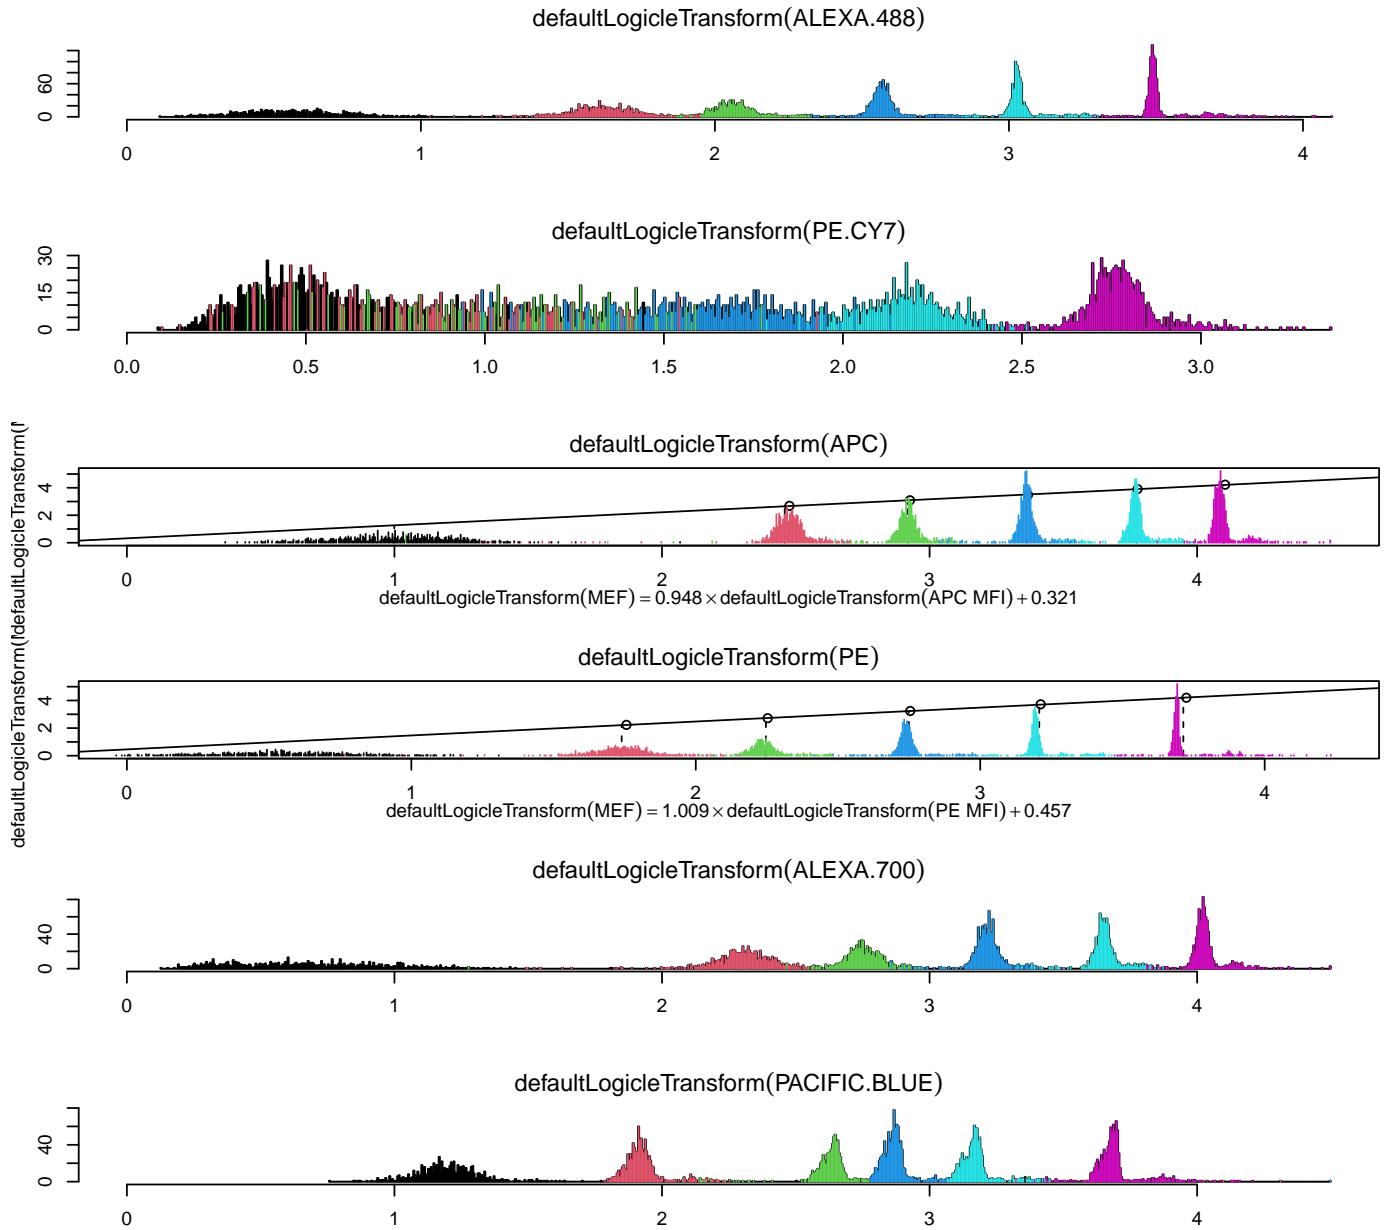 defaultLogicleTransform(ALEXA.488)
0 60
0 1 2 3 4
defaultLogicleTransform(PE.CY7)
0 15 30
0.0 0.5 1.0 1.5 2.0 2.5 3.0
defaultLogicleTransform(APC)
0 2 4
0 1 2 3 4
defaultLogicleTransform(MEF) = 0.948 × defaultLogicleTransform(APC MFI) + 0.321
defaultLogicleTransform(PE)
0 2 4
0 1 2 3 4
defaultLogicleTransform(MEF) = 1.009 × defaultLogicleTransform(PE MFI) + 0.457
defaultLogicleTransform(ALEXA.700)
0 40
0 1 2 3 4
defaultLogicleTransform(PACIFIC.BLUE)
0 40
0 1 2 3 4
defaultLogicleTransform(
defaultLogicleTransform(